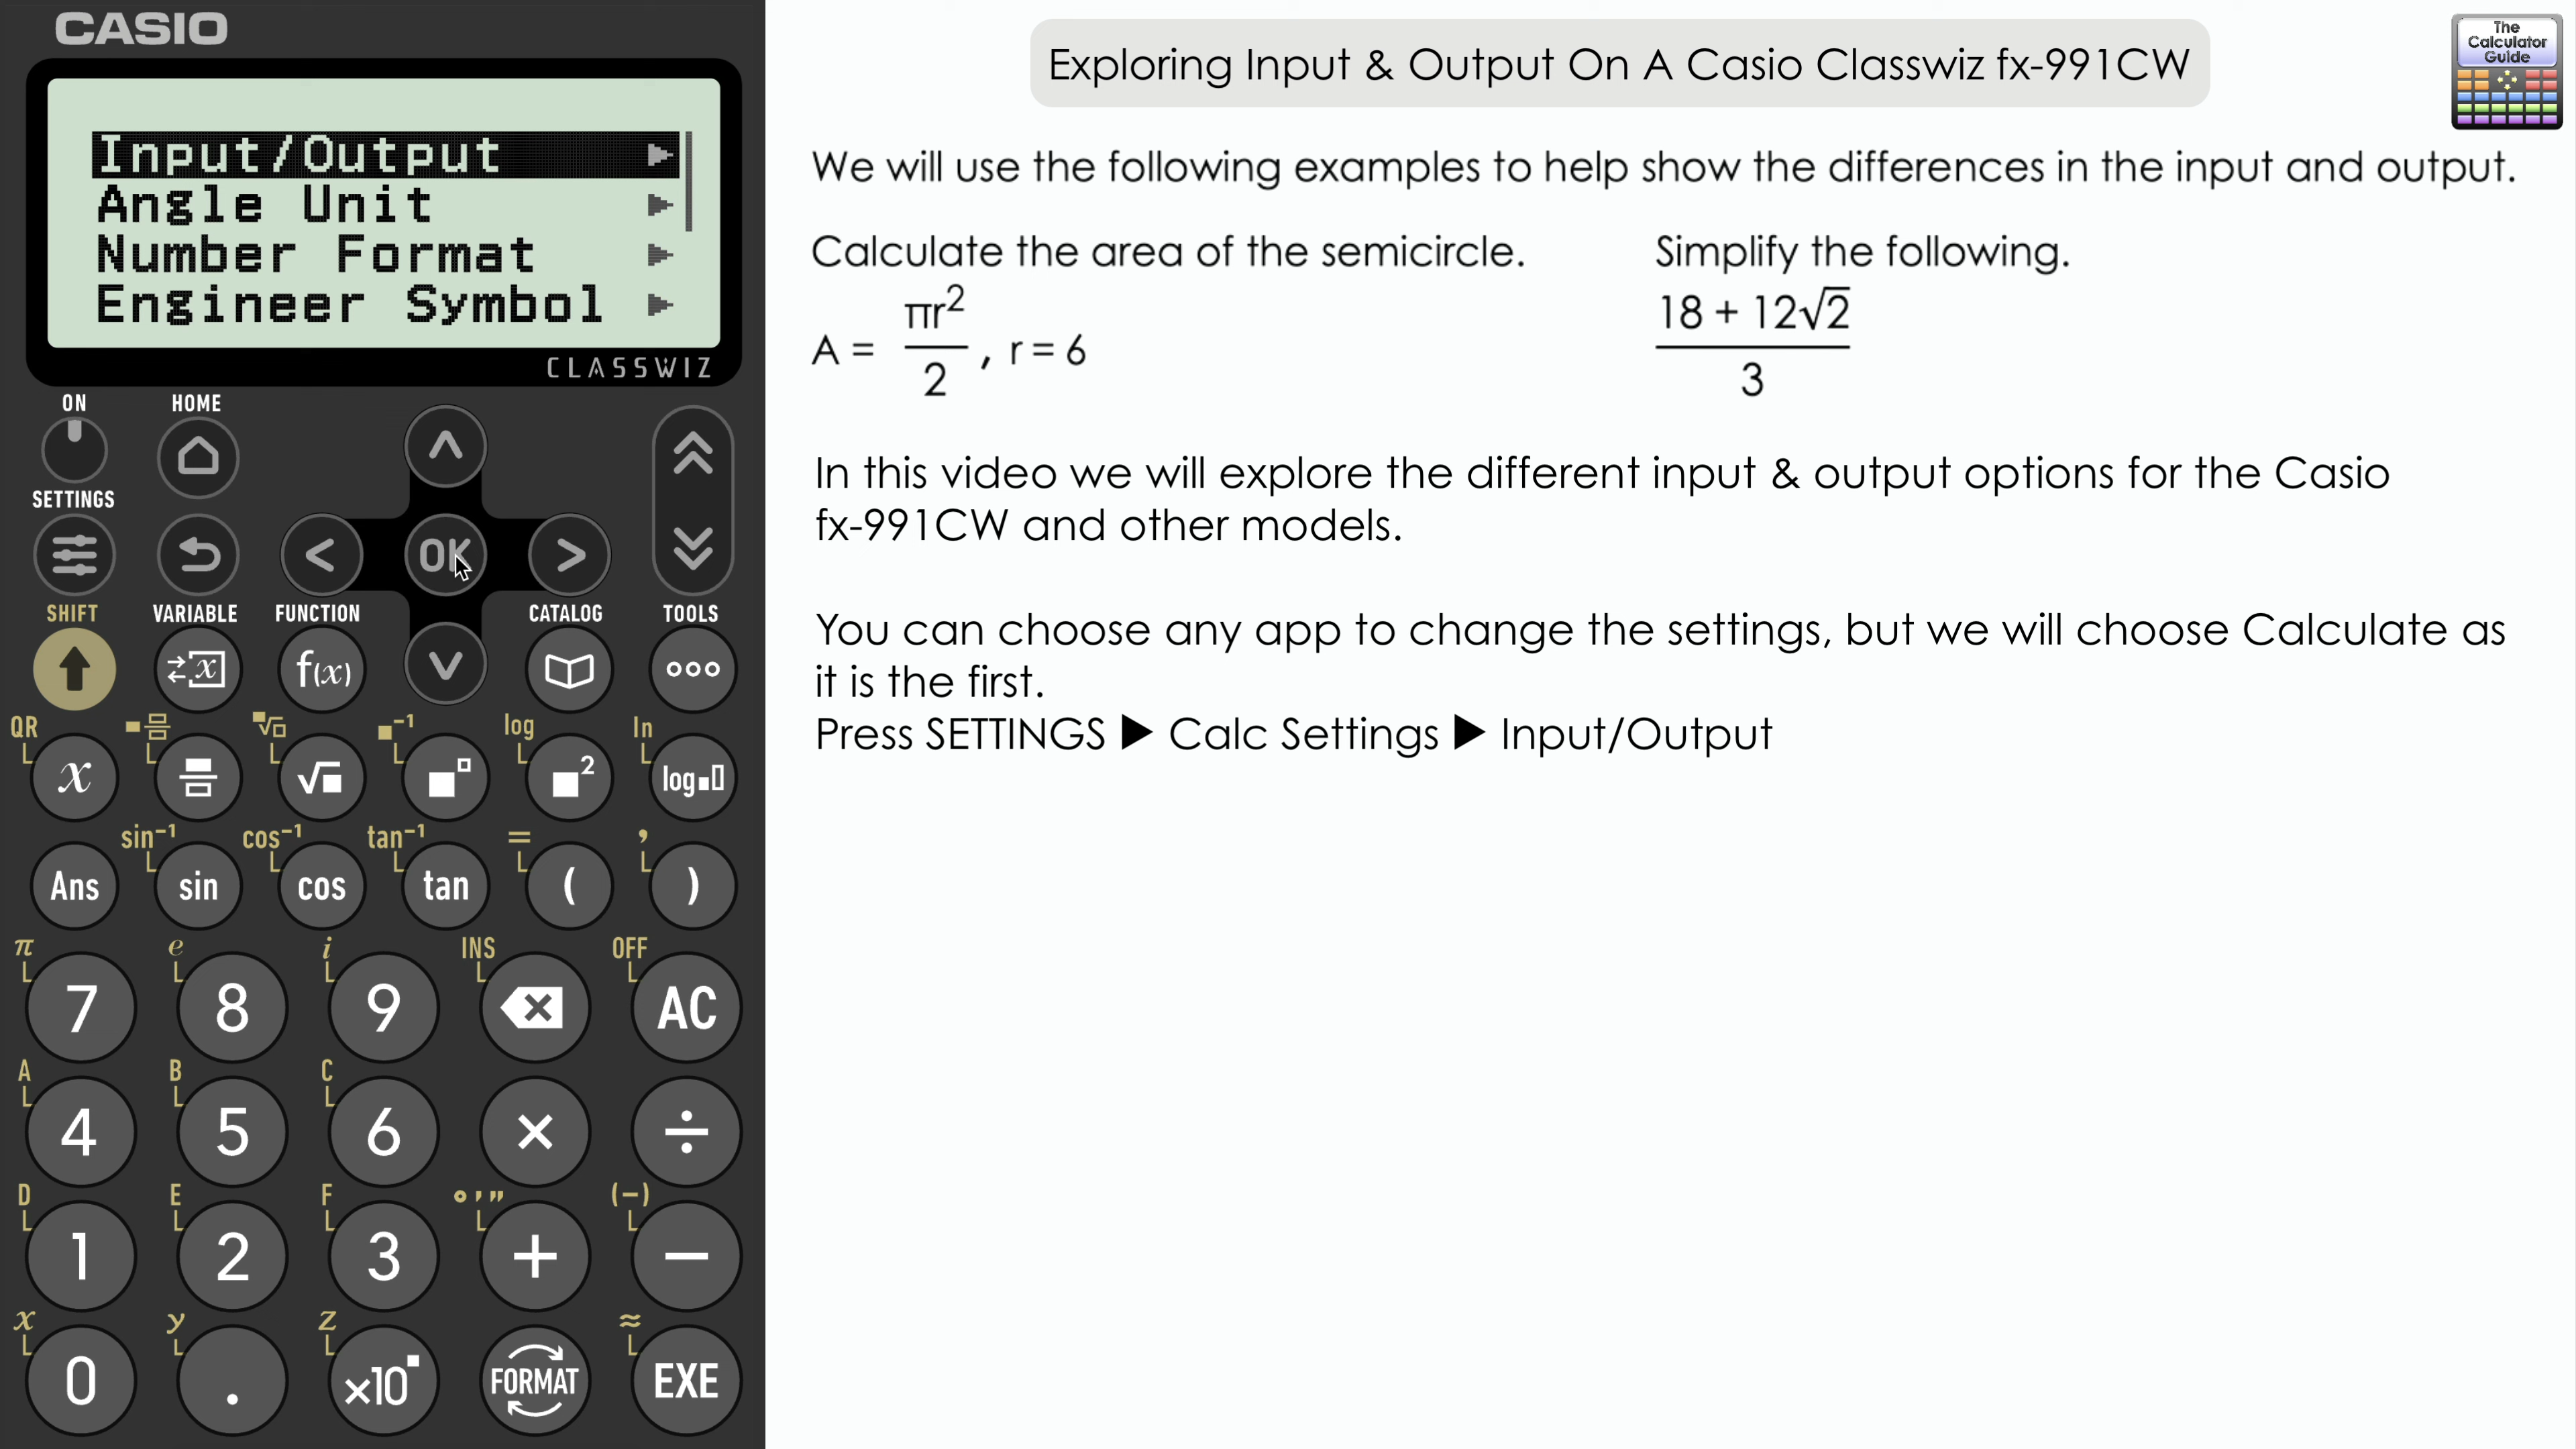 CASIO
Input/Output ▶
Angle Unit ▶
Number Format ▶
Engineer Symbol ▶
CLASSWIZ
ON HOME
SETTINGS
OK
SHIFT VARIABLE FUNCTION CATALOG TOOLS
x f(x)
QR √ -1 log ln
x √■ ■² log■
sin⁻¹ cos⁻¹ tan⁻¹ = ,
Ans sin cos tan ( )
π e i INS OFF
7 8 9 AC
A B C
4 5 6 × ÷
D E F ° ′ ″ (−)
1 2 3 + −
x y z ≈
0 . ×10■ FORMAT EXE
Exploring Input & Output On A Casio Classwiz fx-991CW
The
Calculator
Guide
We will use the following examples to help show the differences in the input and output.
Calculate the area of the semicircle.
A = πr²/2 , r = 6
Simplify the following.
18 + 12√2
3
In this video we will explore the different input & output options for the Casio
fx-991CW and other models.
You can choose any app to change the settings, but we will choose Calculate as
it is the first.
Press SETTINGS ▶ Calc Settings ▶ Input/Output